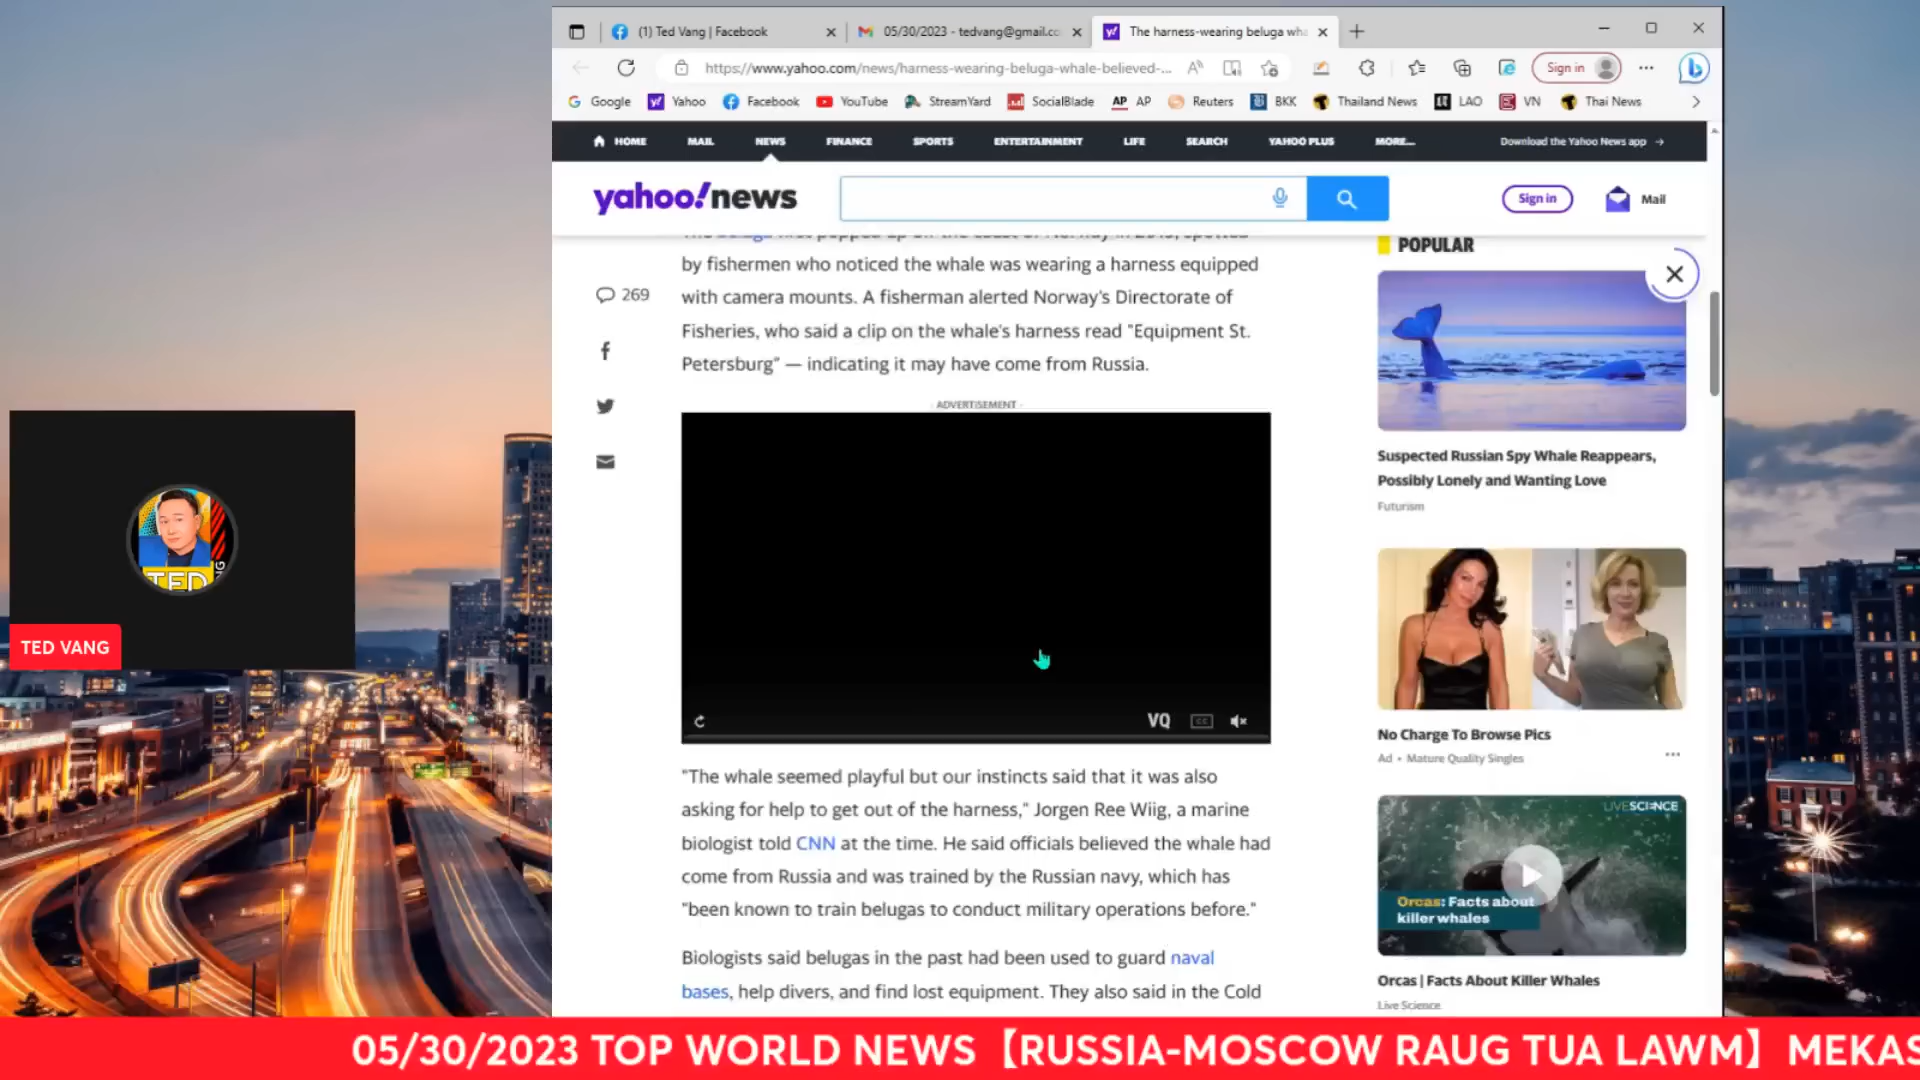 (1) Ted Vang | Facebook
05/30/2023 - tedvang@gmail.co
The harness-wearing beluga wha
https://www.yahoo.com/news/harness-wearing-beluga-whale-believed-...
Sign in
Google
Yahoo
Facebook
YouTube
StreamYard
SocialBlade
AP AP
Reuters
BKK
Thailand News
LAO
VN
Thai News
HOME
MAIL
NEWS
FINANCE
SPORTS
ENTERTAINMENT
LIFE
SEARCH
YAHOO PLUS
MORE...
Download the Yahoo News app →
yahoo!news
Sign in
Mail
by fishermen who noticed the whale was wearing a harness equipped
with camera mounts. A fisherman alerted Norway's Directorate of
Fisheries, who said a clip on the whale's harness read "Equipment St.
Petersburg" — indicating it may have come from Russia.
269
ADVERTISEMENT
VQ
CC
"The whale seemed playful but our instincts said that it was also
asking for help to get out of the harness," Jorgen Ree Wiig, a marine
biologist told CNN at the time. He said officials believed the whale had
come from Russia and was trained by the Russian navy, which has
"been known to train belugas to conduct military operations before."
Biologists said belugas in the past had been used to guard naval
bases, help divers, and find lost equipment. They also said in the Cold
POPULAR
Suspected Russian Spy Whale Reappears,
Possibly Lonely and Wanting Love
Futurism
No Charge To Browse Pics
Ad • Mature Quality Singles
LIVESCIENCE
Orcas: Facts about
killer whales
Orcas | Facts About Killer Whales
Live Science
TED
TED VANG
05/30/2023 TOP WORLD NEWS【RUSSIA-MOSCOW RAUG TUA LAWM】 MEKAS